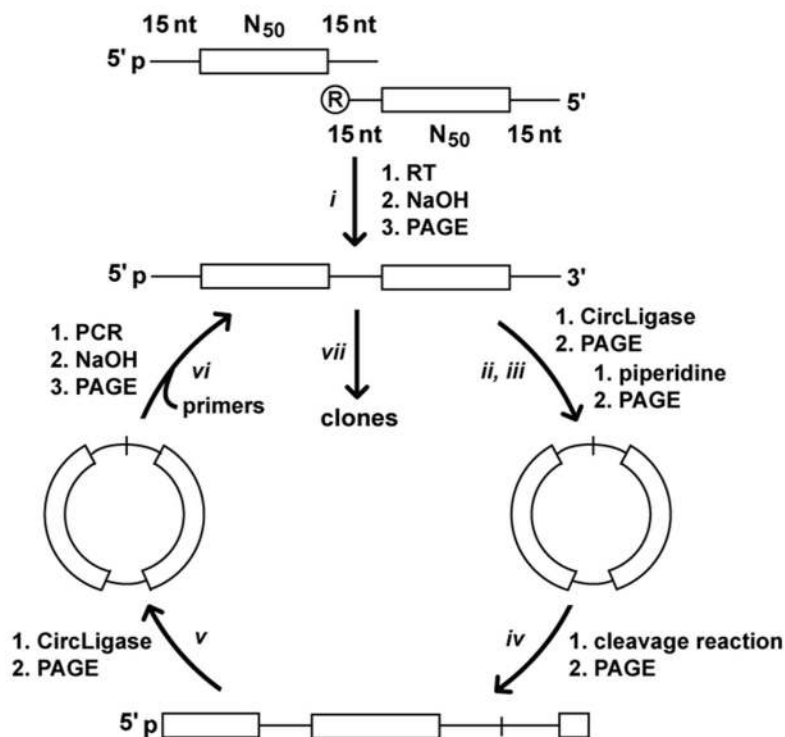 15 nt N50 15 nt
5' p
R 5'
15 nt N50 15 nt
i
1. RT
2. NaOH
3. PAGE
5' p 3'
1. PCR
2. NaOH
3. PAGE
vi
primers
vii
clones
1. CircLigase
2. PAGE
ii, iii
1. piperidine
2. PAGE
1. CircLigase
2. PAGE
v
iv
1. cleavage reaction
2. PAGE
5' p